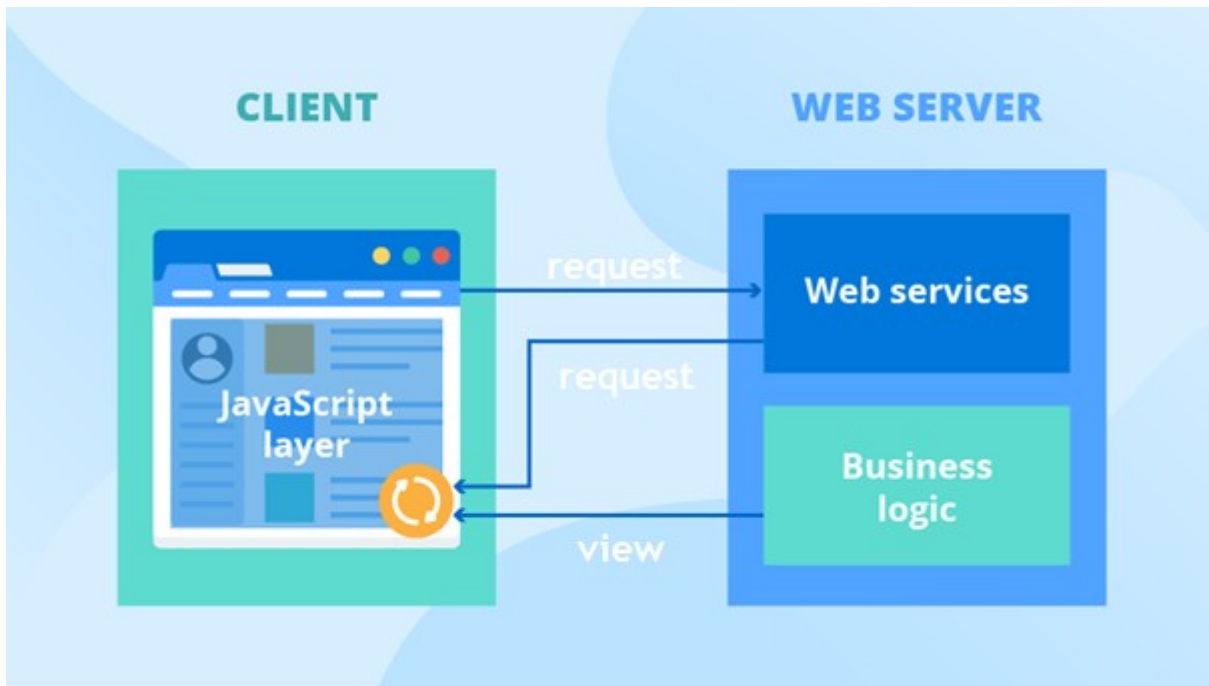 CLIENT
WEB SERVER
request
Web services
request
JavaScript
layer
Business
logic
view